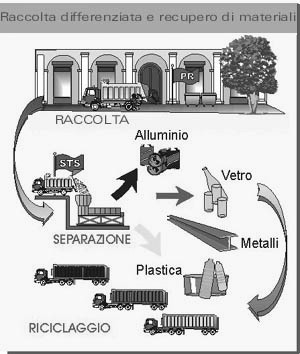 Raccolta differenziata e recupero di materiali
PR
RACCOLTA
Alluminio
STS
Vetro
SEPARAZIONE
Metalli
Plastica
RICICLAGGIO